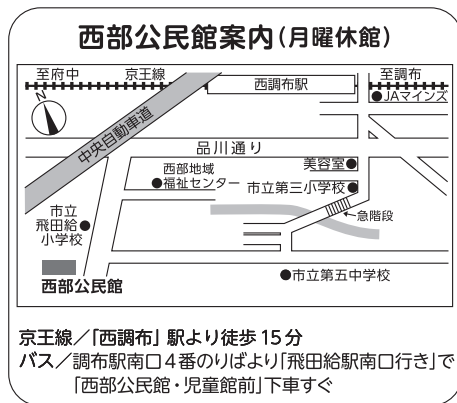 西部公民館案内(月曜休館)
至府中
京王線
西調布駅
至調布
●JAマインズ
N
中央自動車道
品川通り
美容室●
西部地域
●福祉センター
市立第三小学校●
←急階段
市立
飛田給●
小学校
西部公民館
●市立第五中学校
京王線/「西調布」駅より徒歩15分
バス/調布駅南口4番のりばより「飛田給駅南口行き」で
「西部公民館・児童館前」下車すぐ